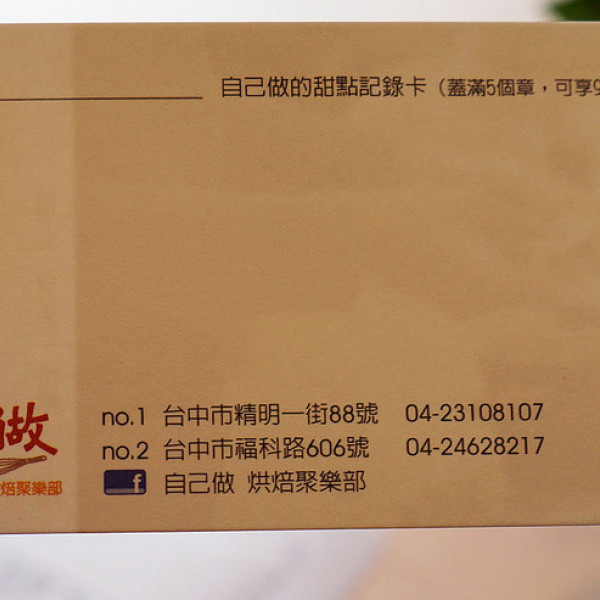 自己做的甜點記錄卡（蓋滿5個章，可享9
做
焙聚樂部
no.1 台中市精明一街88號 04-23108107
no.2 台中市福科路606號 04-24628217
f 自己做 烘焙聚樂部